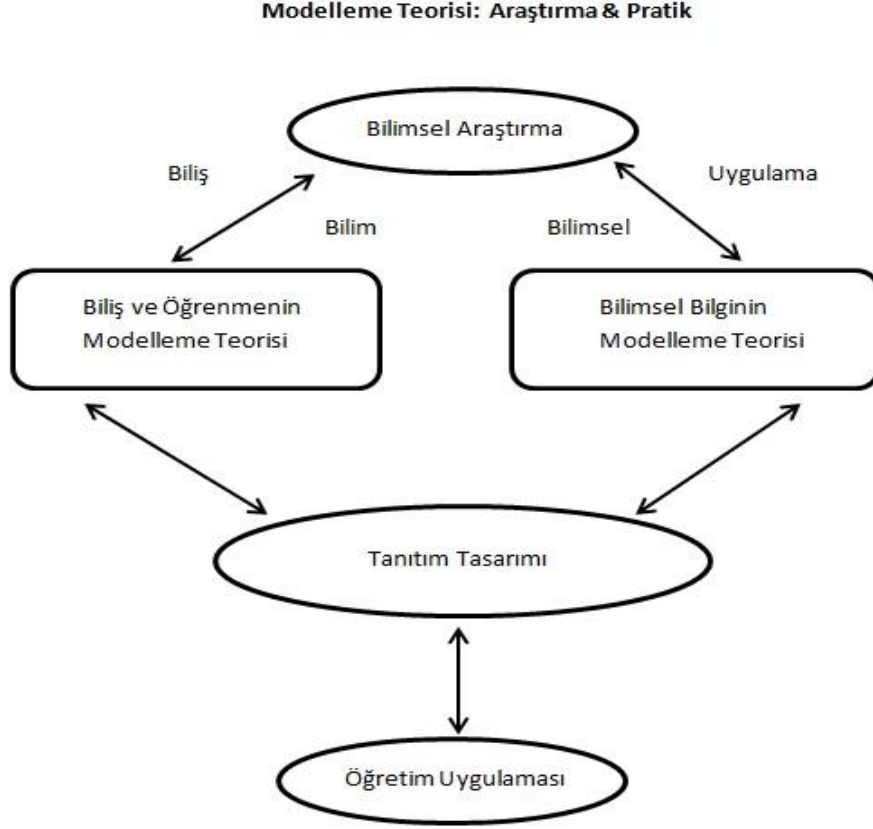 Modelleme Teorisi: Araştırma & Pratik
Bilimsel Araştırma
Biliş
Uygulama
Bilim
Bilimsel
Biliş ve Öğrenmenin
Modelleme Teorisi
Bilimsel Bilginin
Modelleme Teorisi
Tanıtım Tasarımı
Öğretim Uygulaması